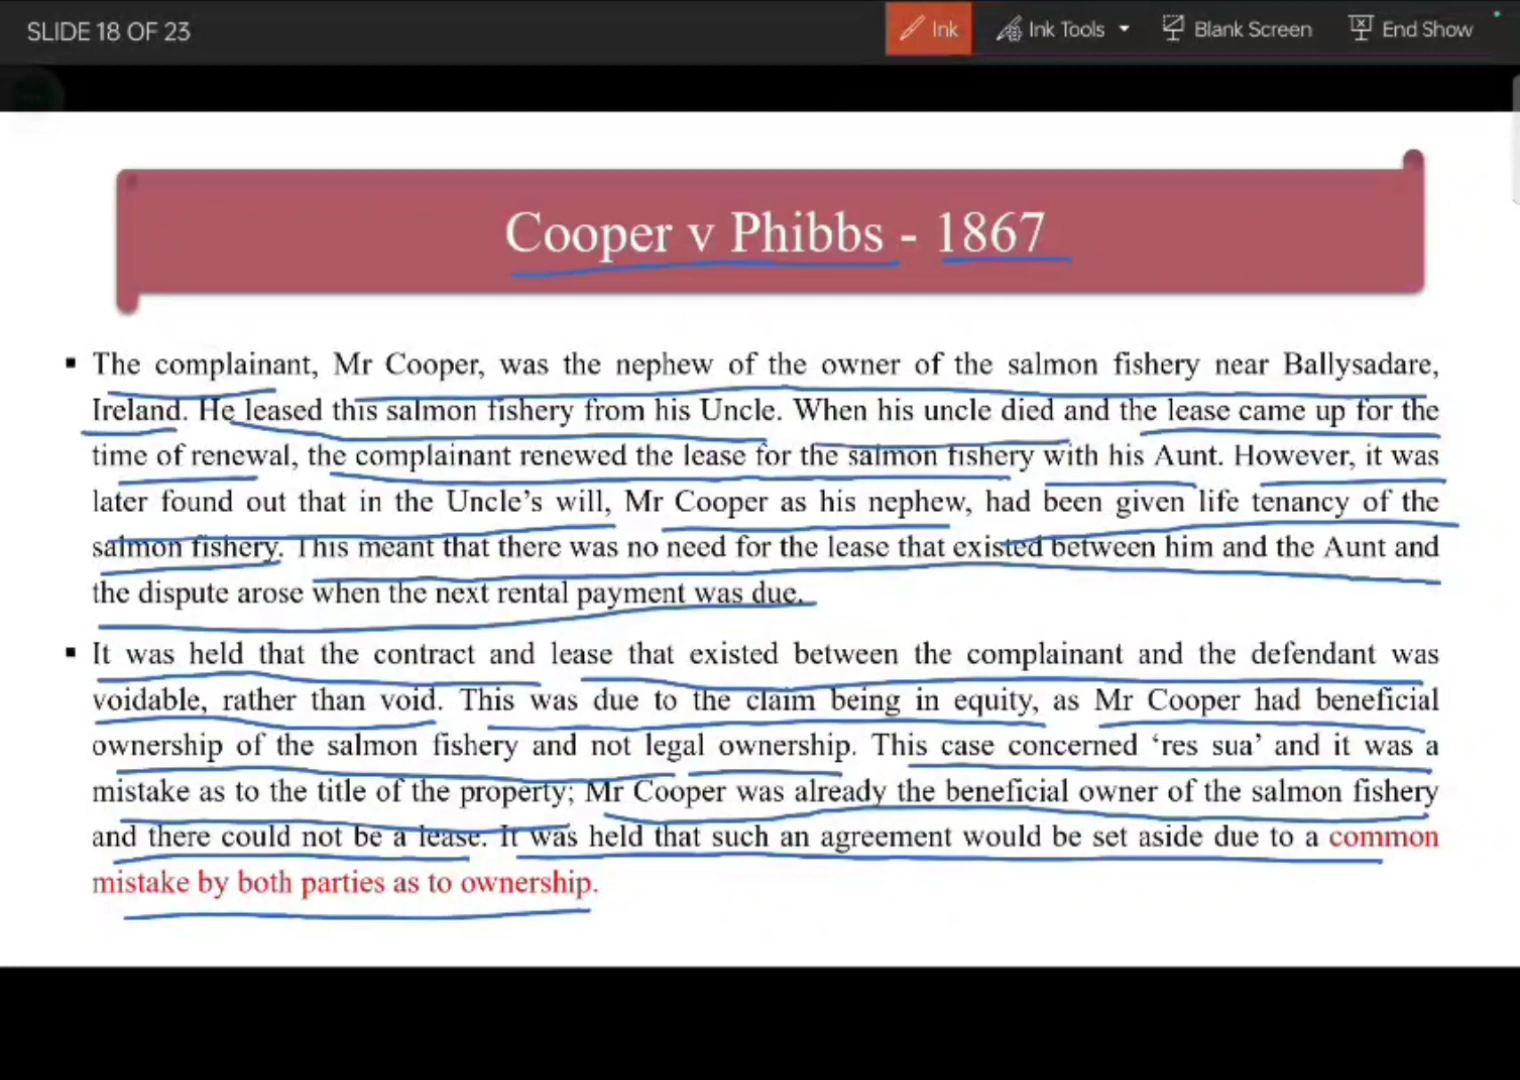 SLIDE 18 OF 23
Ink
Ink Tools
Blank Screen
End Show
Cooper v Phibbs - 1867
▪ The complainant, Mr Cooper, was the nephew of the owner of the salmon fishery near Ballysadare,
Ireland. He leased this salmon fishery from his Uncle. When his uncle died and the lease came up for the
time of renewal, the complainant renewed the lease for the salmon fishery with his Aunt. However, it was
later found out that in the Uncle’s will, Mr Cooper as his nephew, had been given life tenancy of the
salmon fishery. This meant that there was no need for the lease that existed between him and the Aunt and
the dispute arose when the next rental payment was due.
▪ It was held that the contract and lease that existed between the complainant and the defendant was
voidable, rather than void. This was due to the claim being in equity, as Mr Cooper had beneficial
ownership of the salmon fishery and not legal ownership. This case concerned ‘res sua’ and it was a
mistake as to the title of the property; Mr Cooper was already the beneficial owner of the salmon fishery
and there could not be a lease. It was held that such an agreement would be set aside due to a common
mistake by both parties as to ownership.